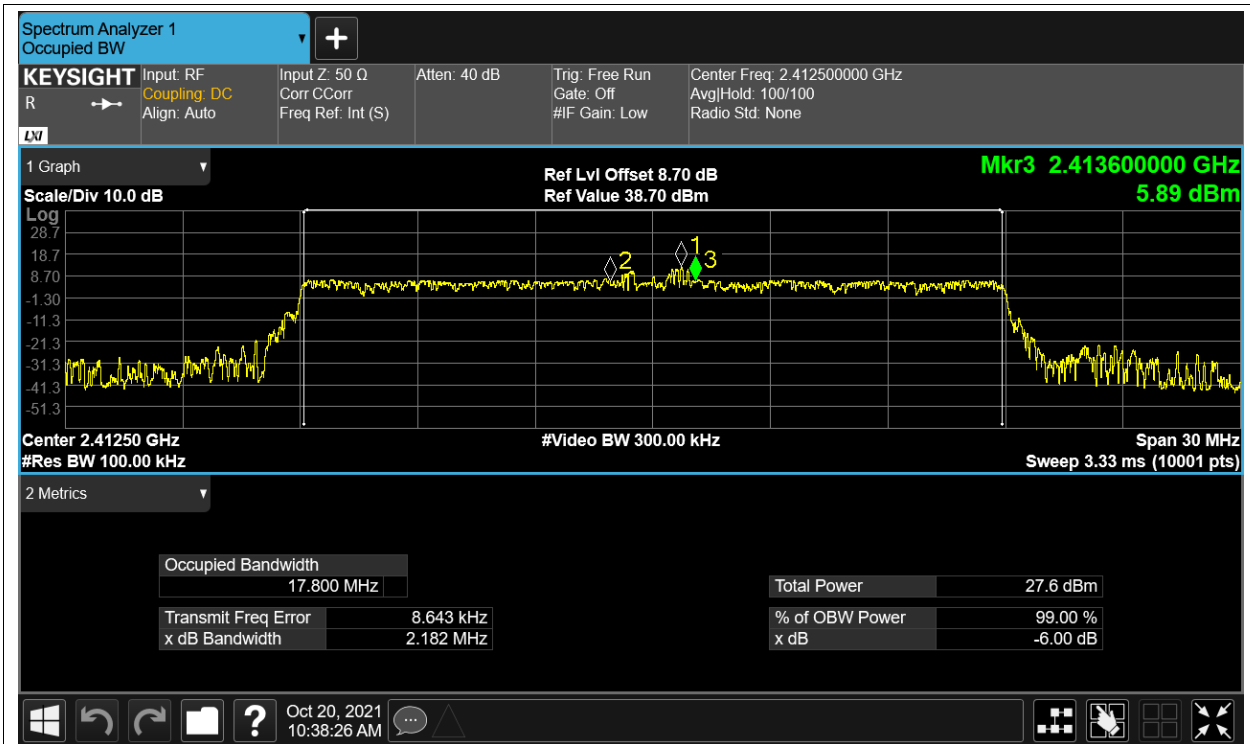 Spectrum Analyzer 1
Occupied BW
KEYSIGHT
R
LXI
Input: RF
Coupling: DC
Align: Auto
Input Z: 50 Ω
Corr CCorr
Freq Ref: Int (S)
Atten: 40 dB
Trig: Free Run
Gate: Off
#IF Gain: Low
Center Freq: 2.412500000 GHz
Avg|Hold: 100/100
Radio Std: None
1 Graph
Scale/Div 10.0 dB
Ref Lvl Offset 8.70 dB
Ref Value 38.70 dBm
Mkr3 2.413600000 GHz
5.89 dBm
Log
28.7
18.7
8.70
-1.30
-11.3
-21.3
-31.3
-41.3
-51.3
1
2
3
Center 2.41250 GHz
#Res BW 100.00 kHz
#Video BW 300.00 kHz
Span 30 MHz
Sweep 3.33 ms (10001 pts)
2 Metrics
Occupied Bandwidth
17.800 MHz
Transmit Freq Error 8.643 kHz
x dB Bandwidth 2.182 MHz
Total Power 27.6 dBm
% of OBW Power 99.00 %
x dB -6.00 dB
?
Oct 20, 2021
10:38:26 AM